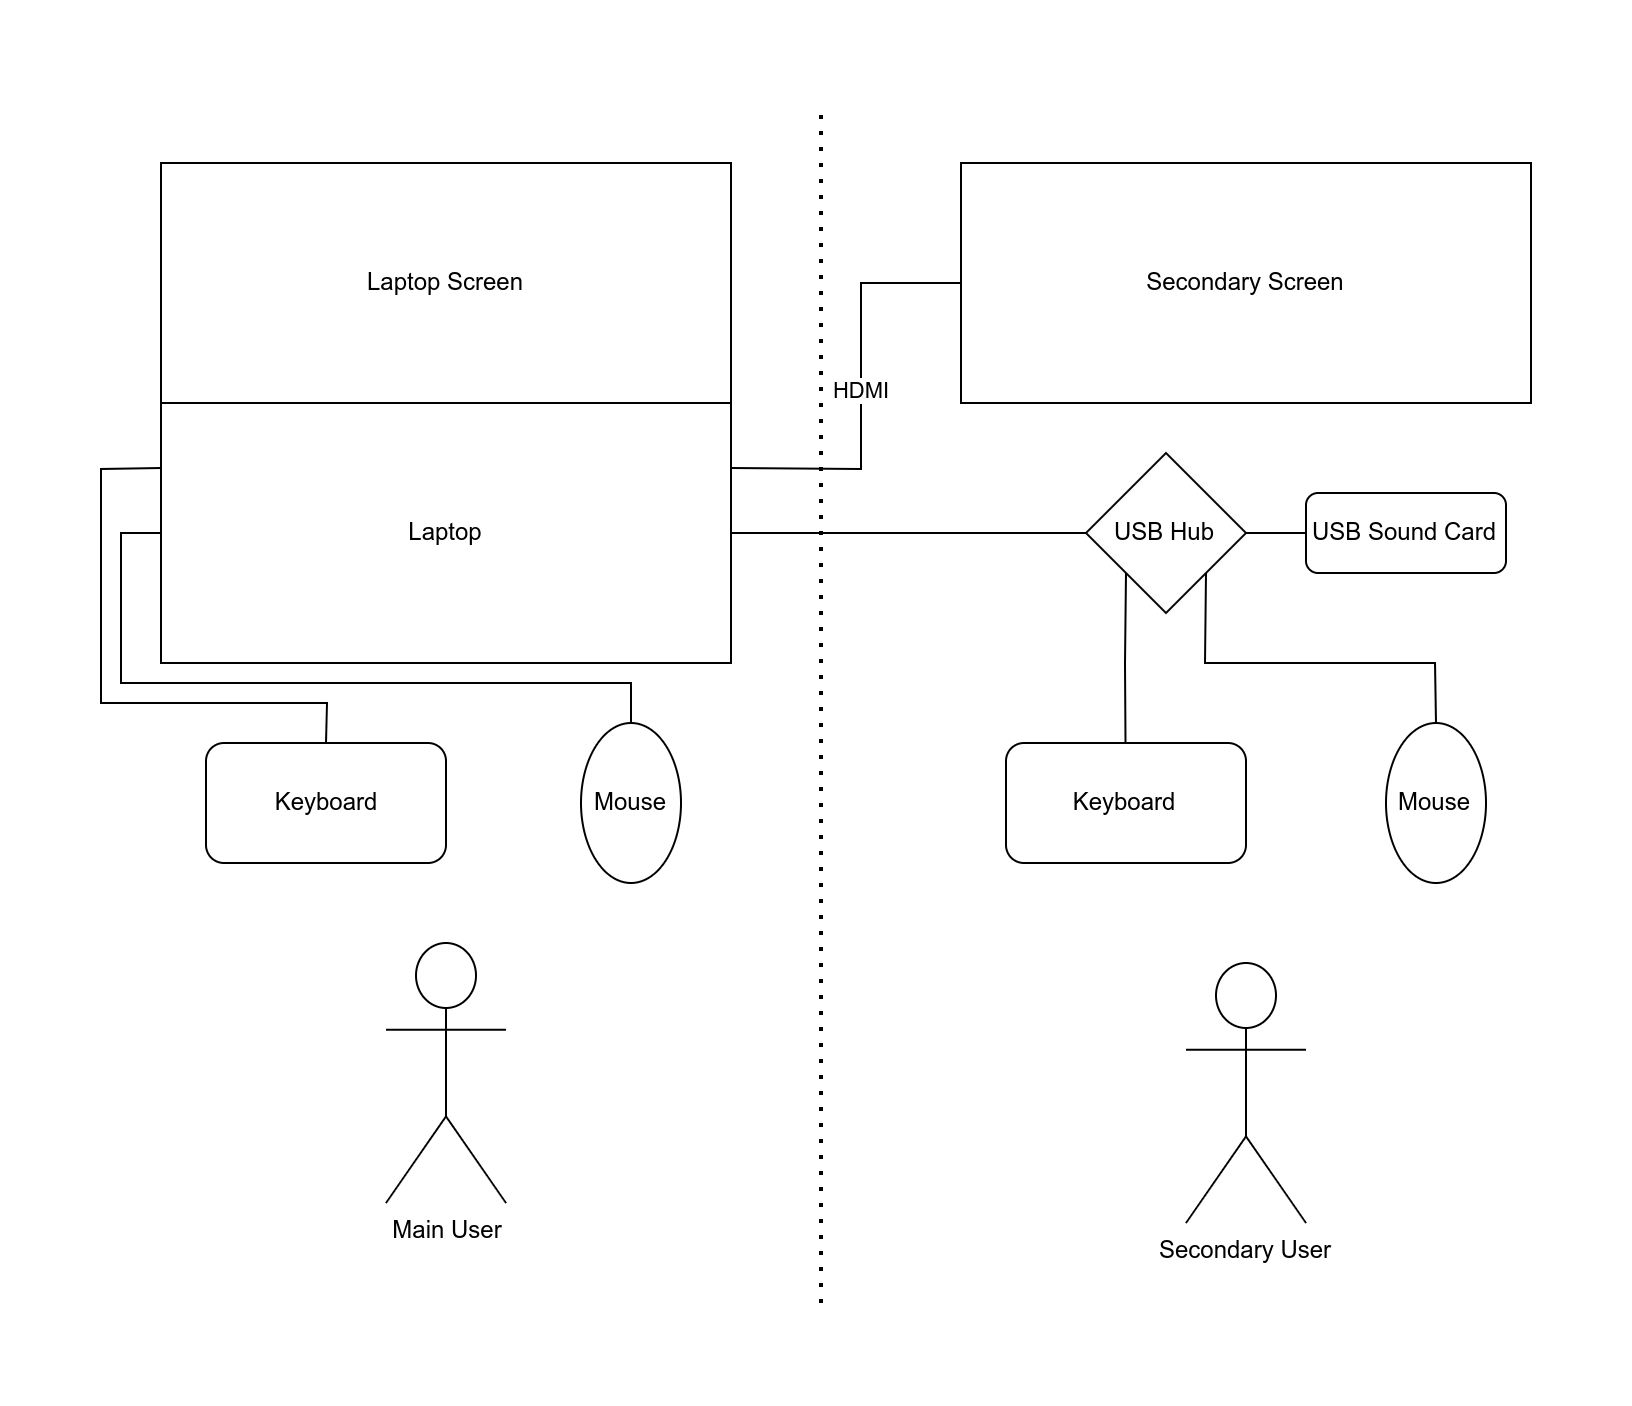 Laptop Screen
Secondary Screen
HDMI
Laptop
USB Hub
USB Sound Card
Keyboard
Mouse
Keyboard
Mouse
Main User
Secondary User